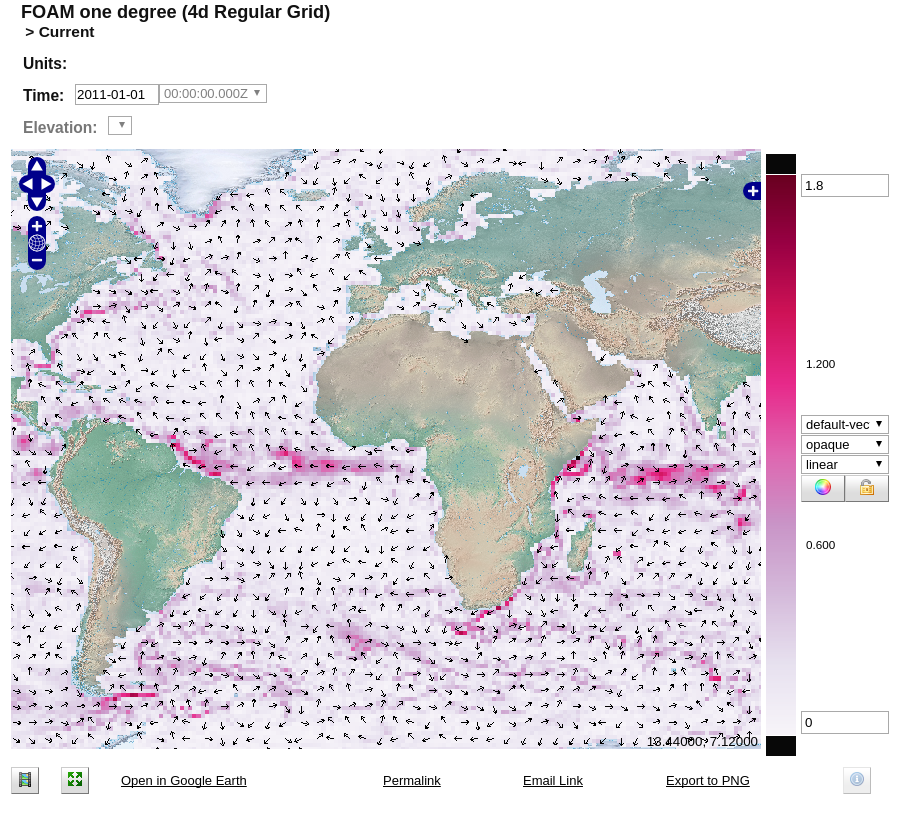 FOAM one degree (4d Regular Grid)
> Current
Units:
Time: 2011-01-01 00:00:00.000Z
Elevation:
1.8
1.200
default-vec
opaque
linear
0.600
0
13.44000, 7.12000
Open in Google Earth Permalink Email Link Export to PNG